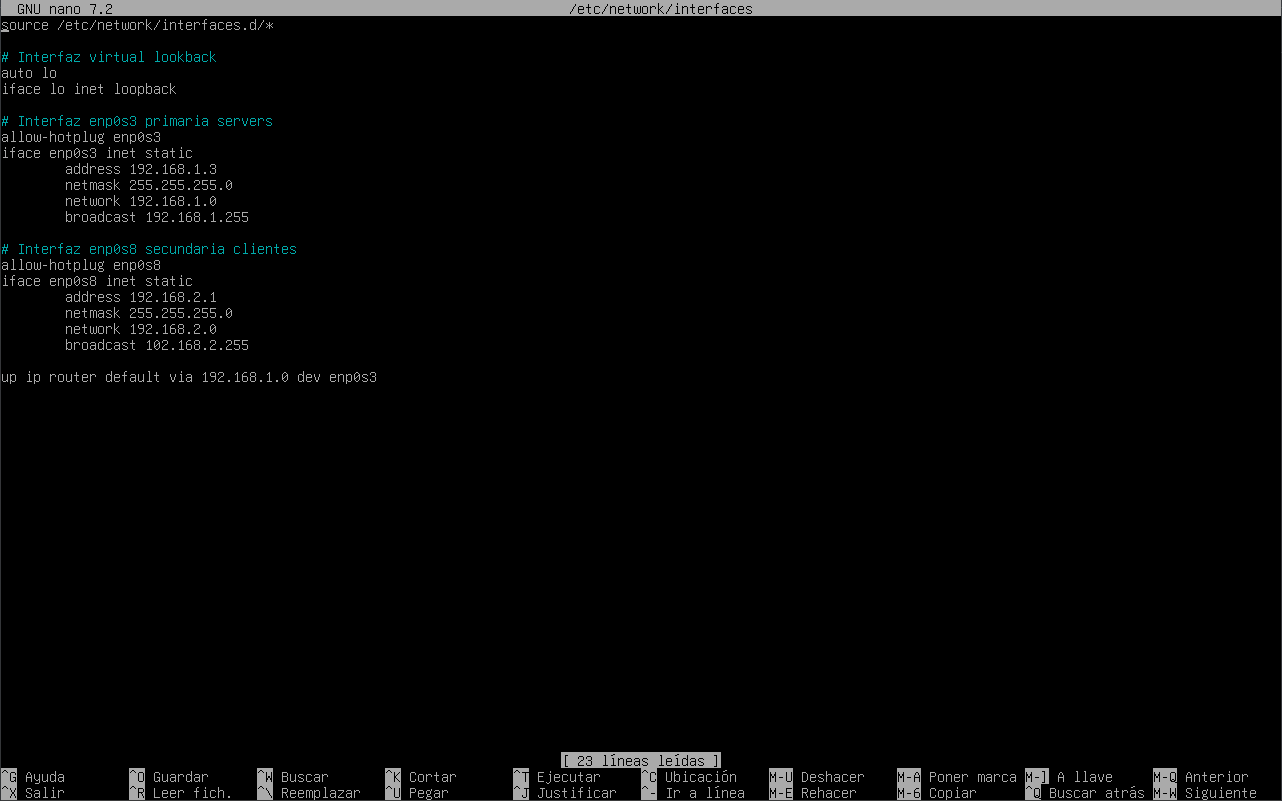 GNU nano 7.2 /etc/network/interfaces
source /etc/network/interfaces.d/*
# Interfaz virtual lookback
auto lo
iface lo inet loopback
# Interfaz enp0s3 primaria servers
allow-hotplug enp0s3
iface enp0s3 inet static
address 192.168.1.3
netmask 255.255.255.0
network 192.168.1.0
broadcast 192.168.1.255
# Interfaz enp0s8 secundaria clientes
allow-hotplug enp0s8
iface enp0s8 inet static
address 192.168.2.1
netmask 255.255.255.0
network 192.168.2.0
broadcast 102.168.2.255
up ip router default via 192.168.1.0 dev enp0s3
[ 23 líneas leídas ]
^G Ayuda ^O Guardar ^W Buscar ^K Cortar ^T Ejecutar ^C Ubicación M-U Deshacer M-A Poner marca M-] A llave M-Q Anterior
^X Salir ^R Leer fich. ^\ Reemplazar ^U Pegar ^J Justificar ^- Ir a línea M-E Rehacer M-6 Copiar ^Q Buscar atrás M-W Siguiente